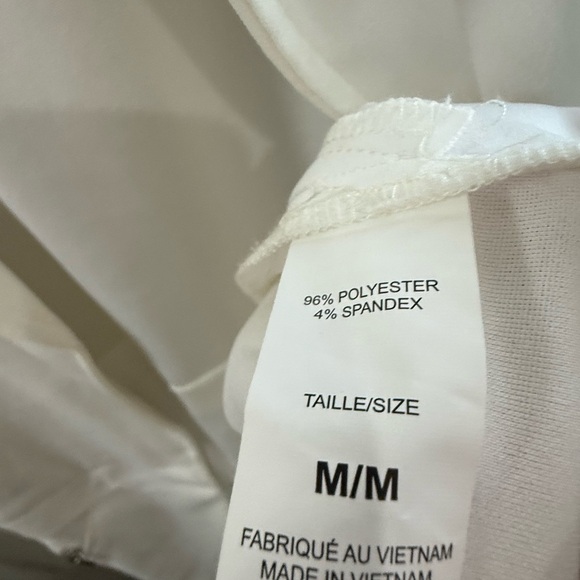 96% POLYESTER
4% SPANDEX
TAILLE/SIZE
M/M
FABRIQUÉ AU VIETNAM
MADE IN VIETNAM